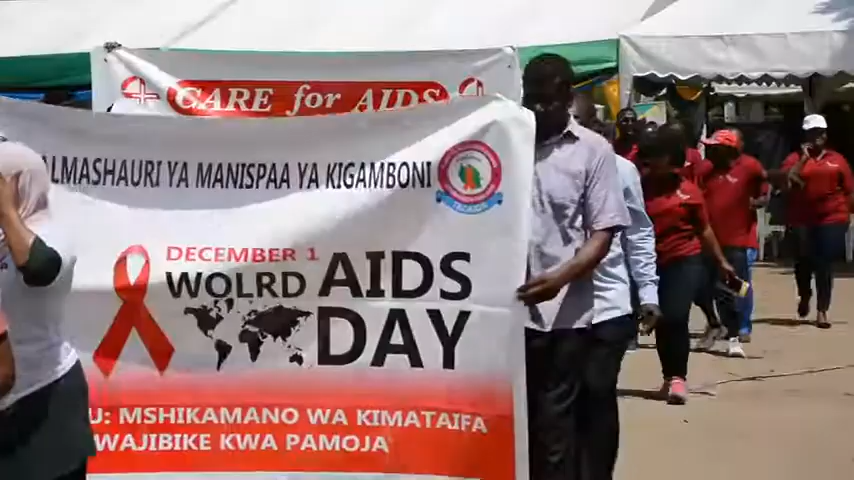 CARE for AIDS
ALMASHAURI YA MANISPAA YA KIGAMBONI
DECEMBER 1
WOLRD AIDS
DAY
U: MSHIKAMANO WA KIMATAIFA
WAJIBIKE KWA PAMOJA